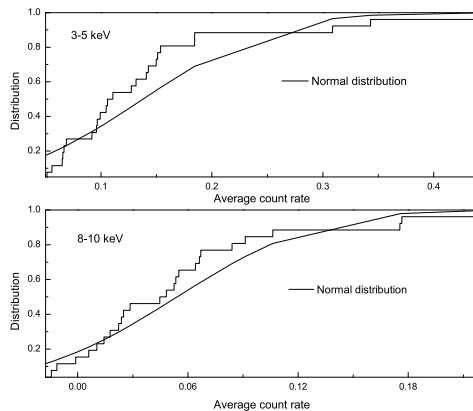 1.0
0.8
0.6
0.4
0.2
Distribution
3-5 keV
Normal distribution
0.1 0.2 0.3 0.4
Average count rate
1.0
0.8
0.6
0.4
0.2
Distribution
8-10 keV
Normal distribution
0.00 0.06 0.12 0.18
Average count rate